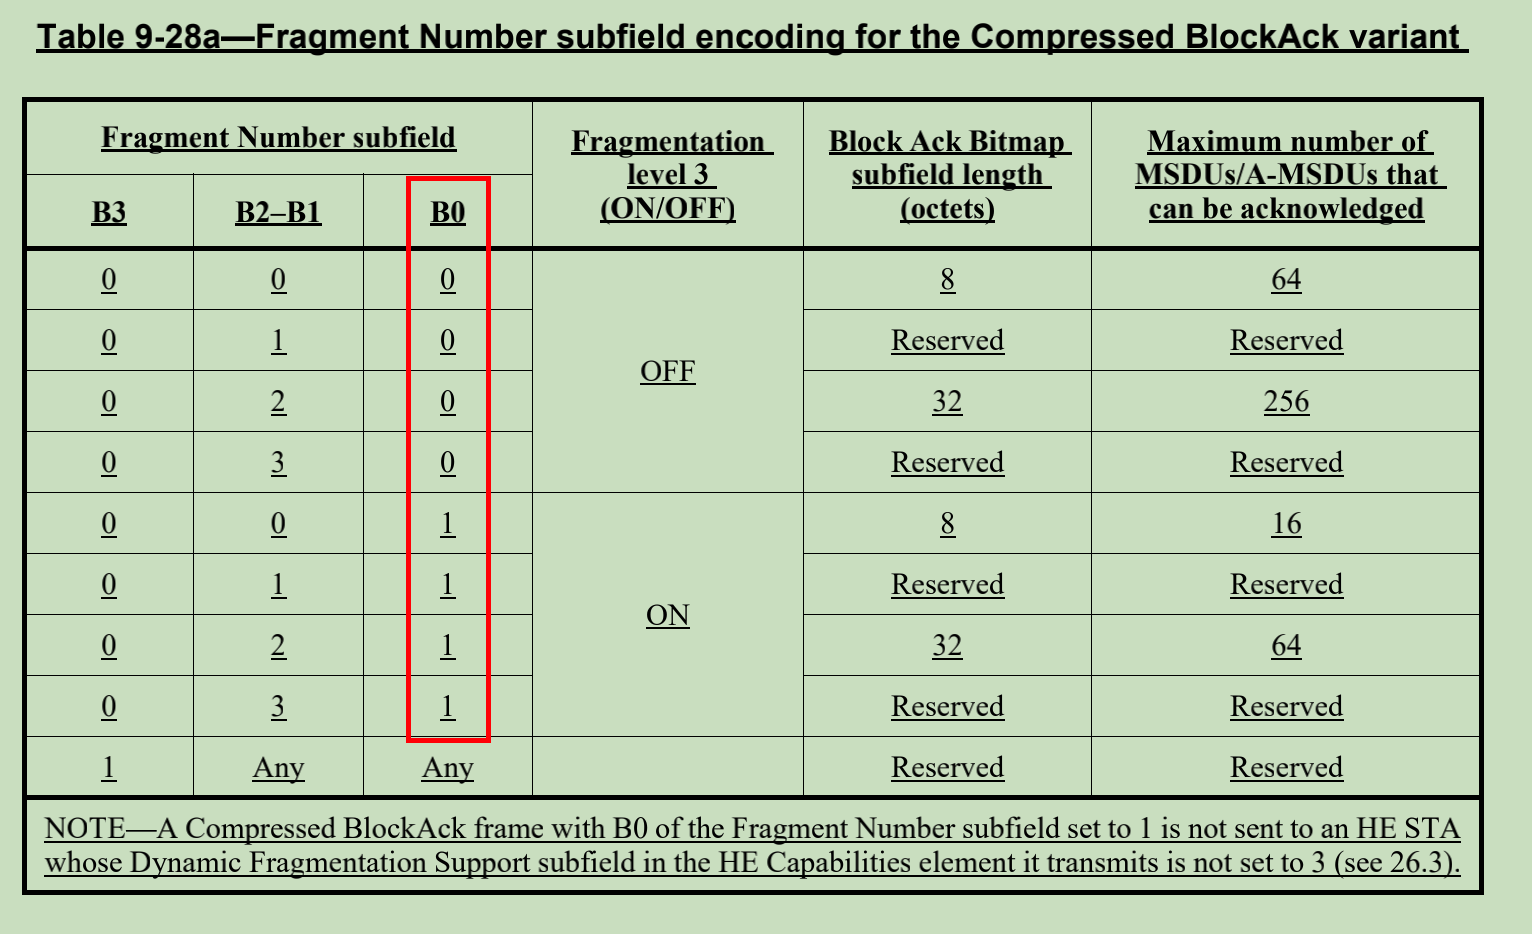 Table 9-28a—Fragment Number subfield encoding for the Compressed BlockAck variant
Fragment Number subfield
Fragmentation
level 3
(ON/OFF)
Block Ack Bitmap
subfield length
(octets)
Maximum number of
MSDUs/A-MSDUs that
can be acknowledged
B3 B2–B1 B0
0 0 0 8 64
0 1 0 Reserved Reserved
OFF
0 2 0 32 256
0 3 0 Reserved Reserved
0 0 1 8 16
0 1 1 Reserved Reserved
ON
0 2 1 32 64
0 3 1 Reserved Reserved
1 Any Any Reserved Reserved
NOTE—A Compressed BlockAck frame with B0 of the Fragment Number subfield set to 1 is not sent to an HE STA
whose Dynamic Fragmentation Support subfield in the HE Capabilities element it transmits is not set to 3 (see 26.3).